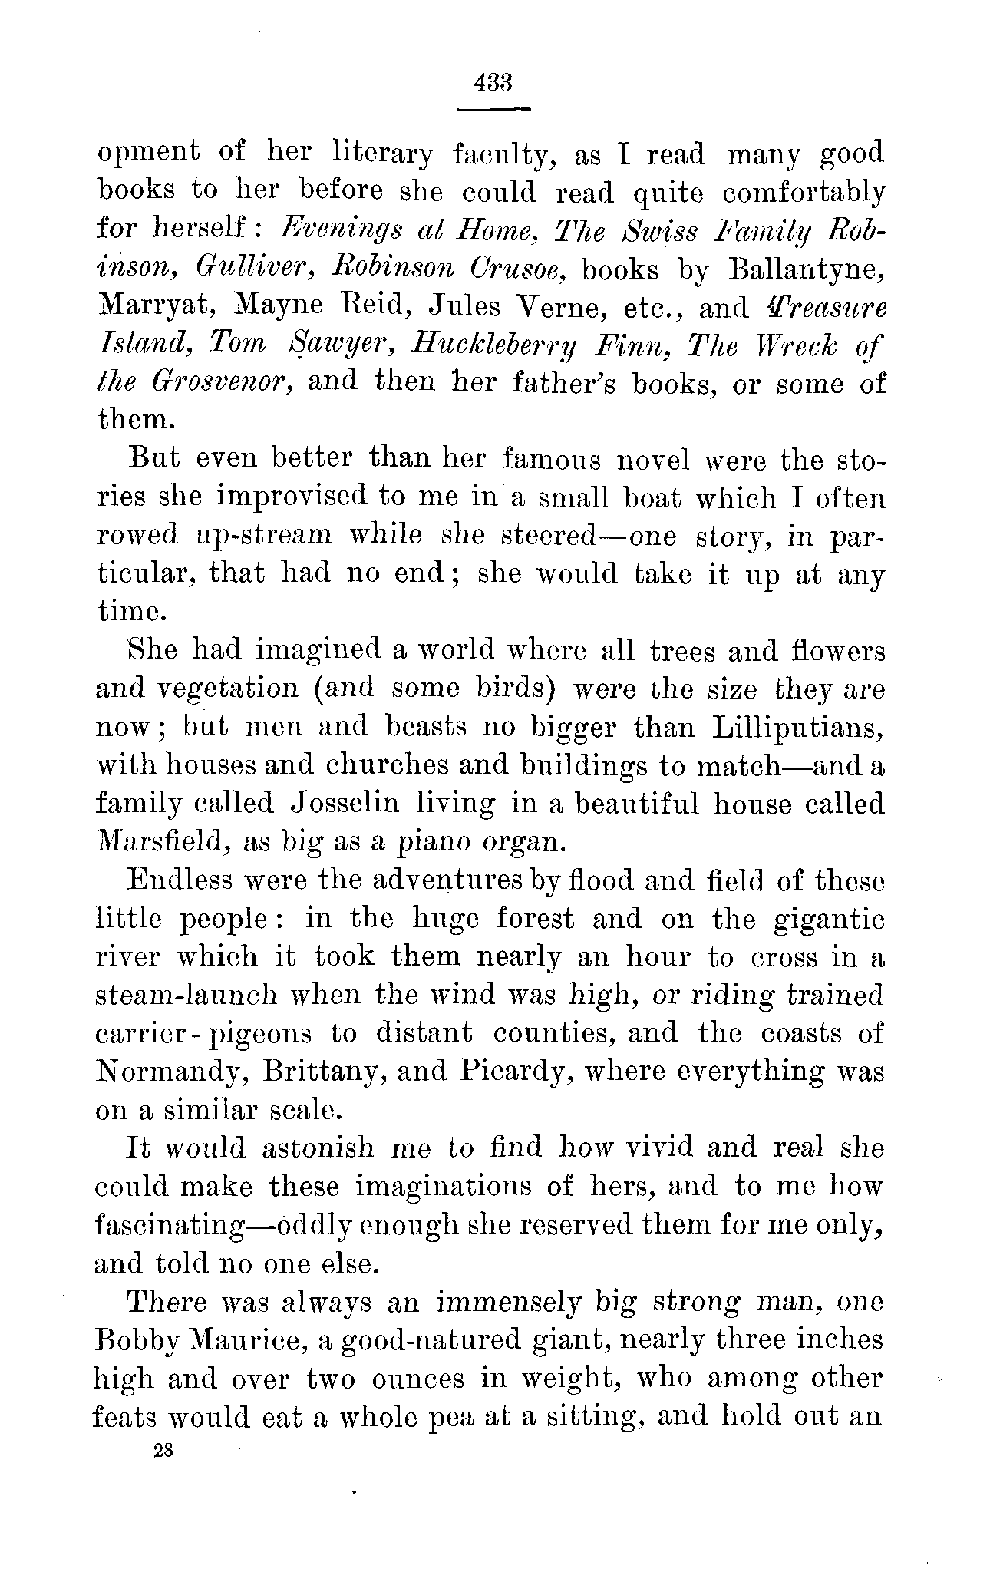 433
opment of her literary faculty, as I read many good
books to her before she could read quite comfortably
for herself: Evenings at Home, The Swiss Family Rob-
inson, Gulliver, Robinson Crusoe, books by Ballantyne,
Marryat, Mayne Reid, Jules Verne, etc., and Treasure
Island, Tom Sawyer, Huckleberry Finn, The Wreck of
the Grosvenor, and then her father's books, or some of
them.
But even better than her famous novel were the sto-
ries she improvised to me in a small boat which I often
rowed up-stream while she steered—one story, in par-
ticular, that had no end; she would take it up at any
time.
She had imagined a world where all trees and flowers
and vegetation (and some birds) were the size they are
now; but men and beasts no bigger than Lilliputians,
with houses and churches and buildings to match—and a
family called Josselin living in a beautiful house called
Marsfield, as big as a piano organ.
Endless were the adventures by flood and field of these
little people: in the huge forest and on the gigantic
river which it took them nearly an hour to cross in a
steam-launch when the wind was high, or riding trained
carrier-pigeons to distant counties, and the coasts of
Normandy, Brittany, and Picardy, where everything was
on a similar scale.
It would astonish me to find how vivid and real she
could make these imaginations of hers, and to me how
fascinating—oddly enough she reserved them for me only,
and told no one else.
There was always an immensely big strong man, one
Bobby Maurice, a good-natured giant, nearly three inches
high and over two ounces in weight, who among other
feats would eat a whole pea at a sitting, and hold out an
28